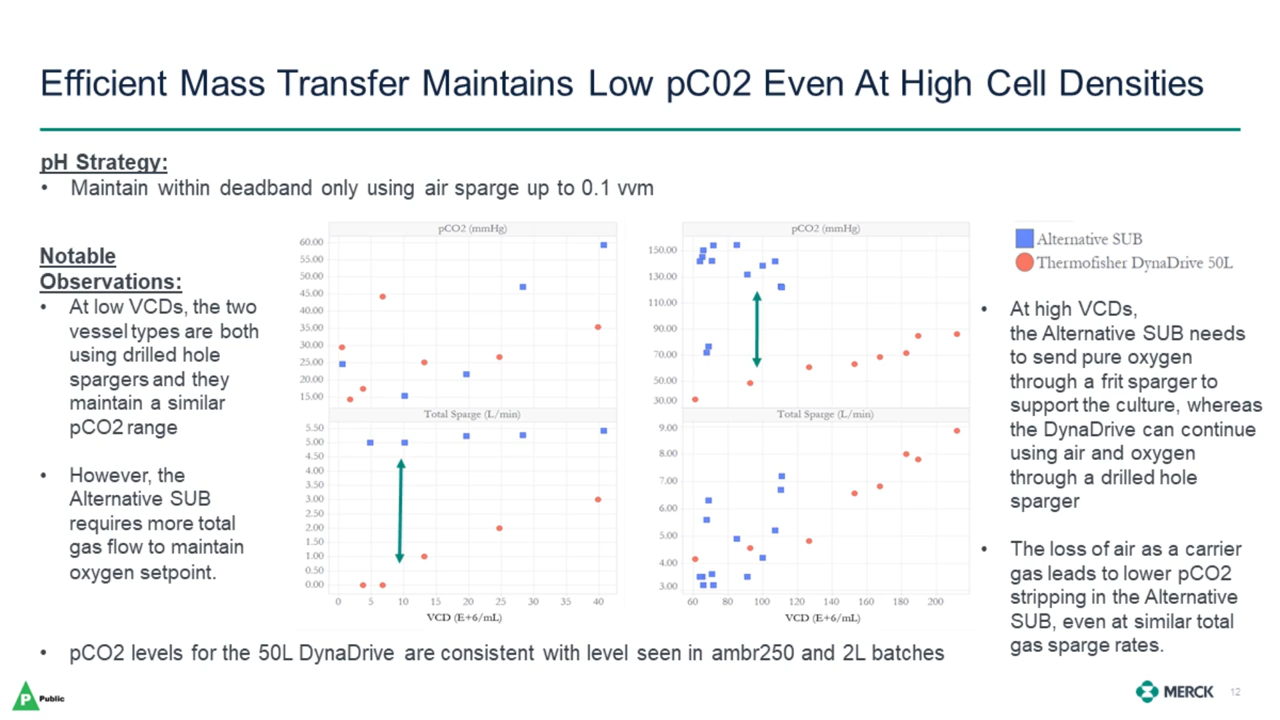 Efficient Mass Transfer Maintains Low pC02 Even At High Cell Densities
pH Strategy:
• Maintain within deadband only using air sparge up to 0.1 vvm
Notable
Observations:
• At low VCDs, the two
vessel types are both
using drilled hole
spargers and they
maintain a similar
pCO2 range
• However, the
Alternative SUB
requires more total
gas flow to maintain
oxygen setpoint.
pCO2 (mmHg)
60.00
55.00
50.00
45.00
40.00
35.00
30.00
25.00
20.00
15.00
Total Sparge (L/min)
5.50
5.00
4.50
4.00
3.50
3.00
2.50
2.00
1.50
1.00
0.50
0.00
0 5 10 15 20 25 30 35 40
VCD (E+6/mL)
pCO2 (mmHg)
150.00
130.00
110.00
90.00
70.00
50.00
30.00
Total Sparge (L/min)
9.00
8.00
7.00
6.00
5.00
4.00
3.00
60 80 100 120 140 160 180 200
VCD (E+6/mL)
Alternative SUB
Thermofisher DynaDrive 50L
• At high VCDs,
the Alternative SUB needs
to send pure oxygen
through a frit sparger to
support the culture, whereas
the DynaDrive can continue
using air and oxygen
through a drilled hole
sparger
• The loss of air as a carrier
gas leads to lower pCO2
stripping in the Alternative
SUB, even at similar total
gas sparge rates.
• pCO2 levels for the 50L DynaDrive are consistent with level seen in ambr250 and 2L batches
P Public
MERCK 12